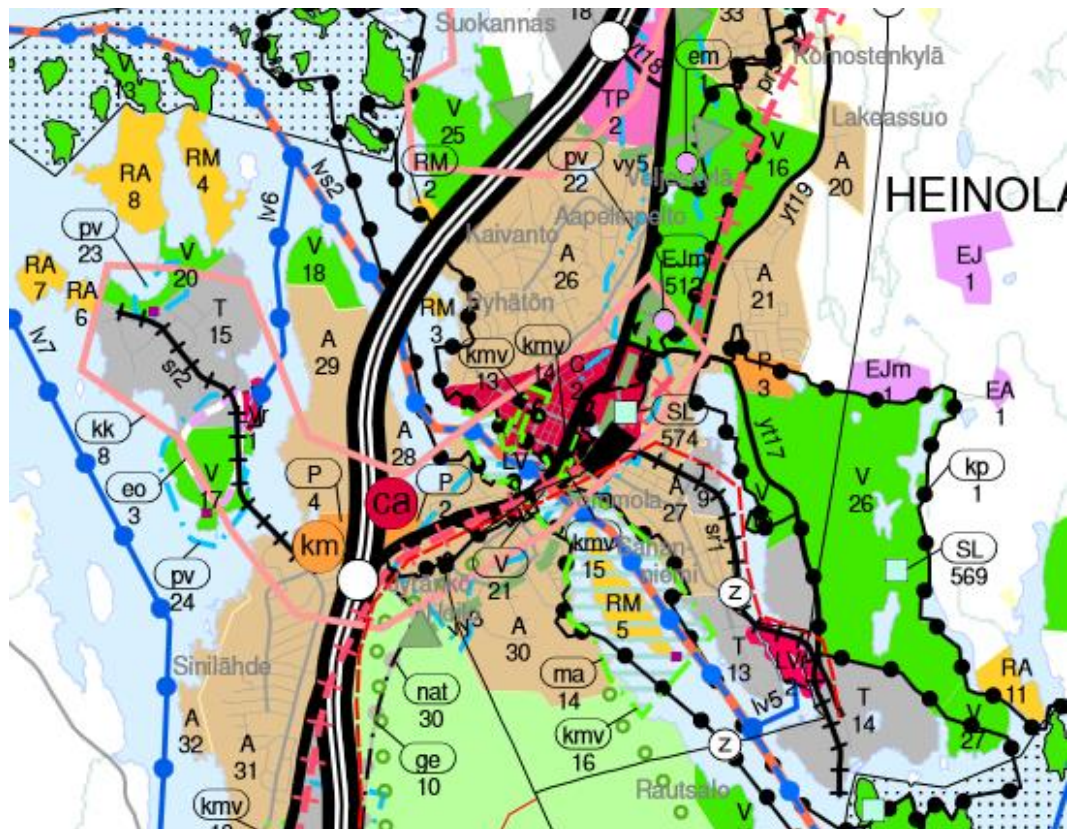 Suokannas
18
yt18
em
33
Komostenkylä
V
13
V
25
TP
2
Lakeassuo
RA
8
RM
4
RM
2
pv
22
vy5
V
16
A
20
HEINOLA
lvs2
lv6
yt19
Aapelinpelto
Kaivanto
pv
23
V
20
V
18
A
26
EJm
512
A
21
EJ
1
RA
7
RA
6
T
15
RM
3
Pyhätön
lv7
sr2
A
29
kmv
13
kmv
14
C
2
P
3
EJm
1
EA
1
kk
8
A
28
SL
574
yt17
eo
3
V
17
P
4
ca
P
2
LV
T
9
A
27
sr1
V
V
26
kp
1
km
pv
24
V
21
kmv
15
Sahan-
niemi
SL
569
z
RM
5
A
30
Sinilähde
nat
30
ma
14
T
13
LVT
2
lv5
T
14
RA
11
V
27
A
32
A
31
ge
10
kmv
16
z
Rautsalo
kmv
V